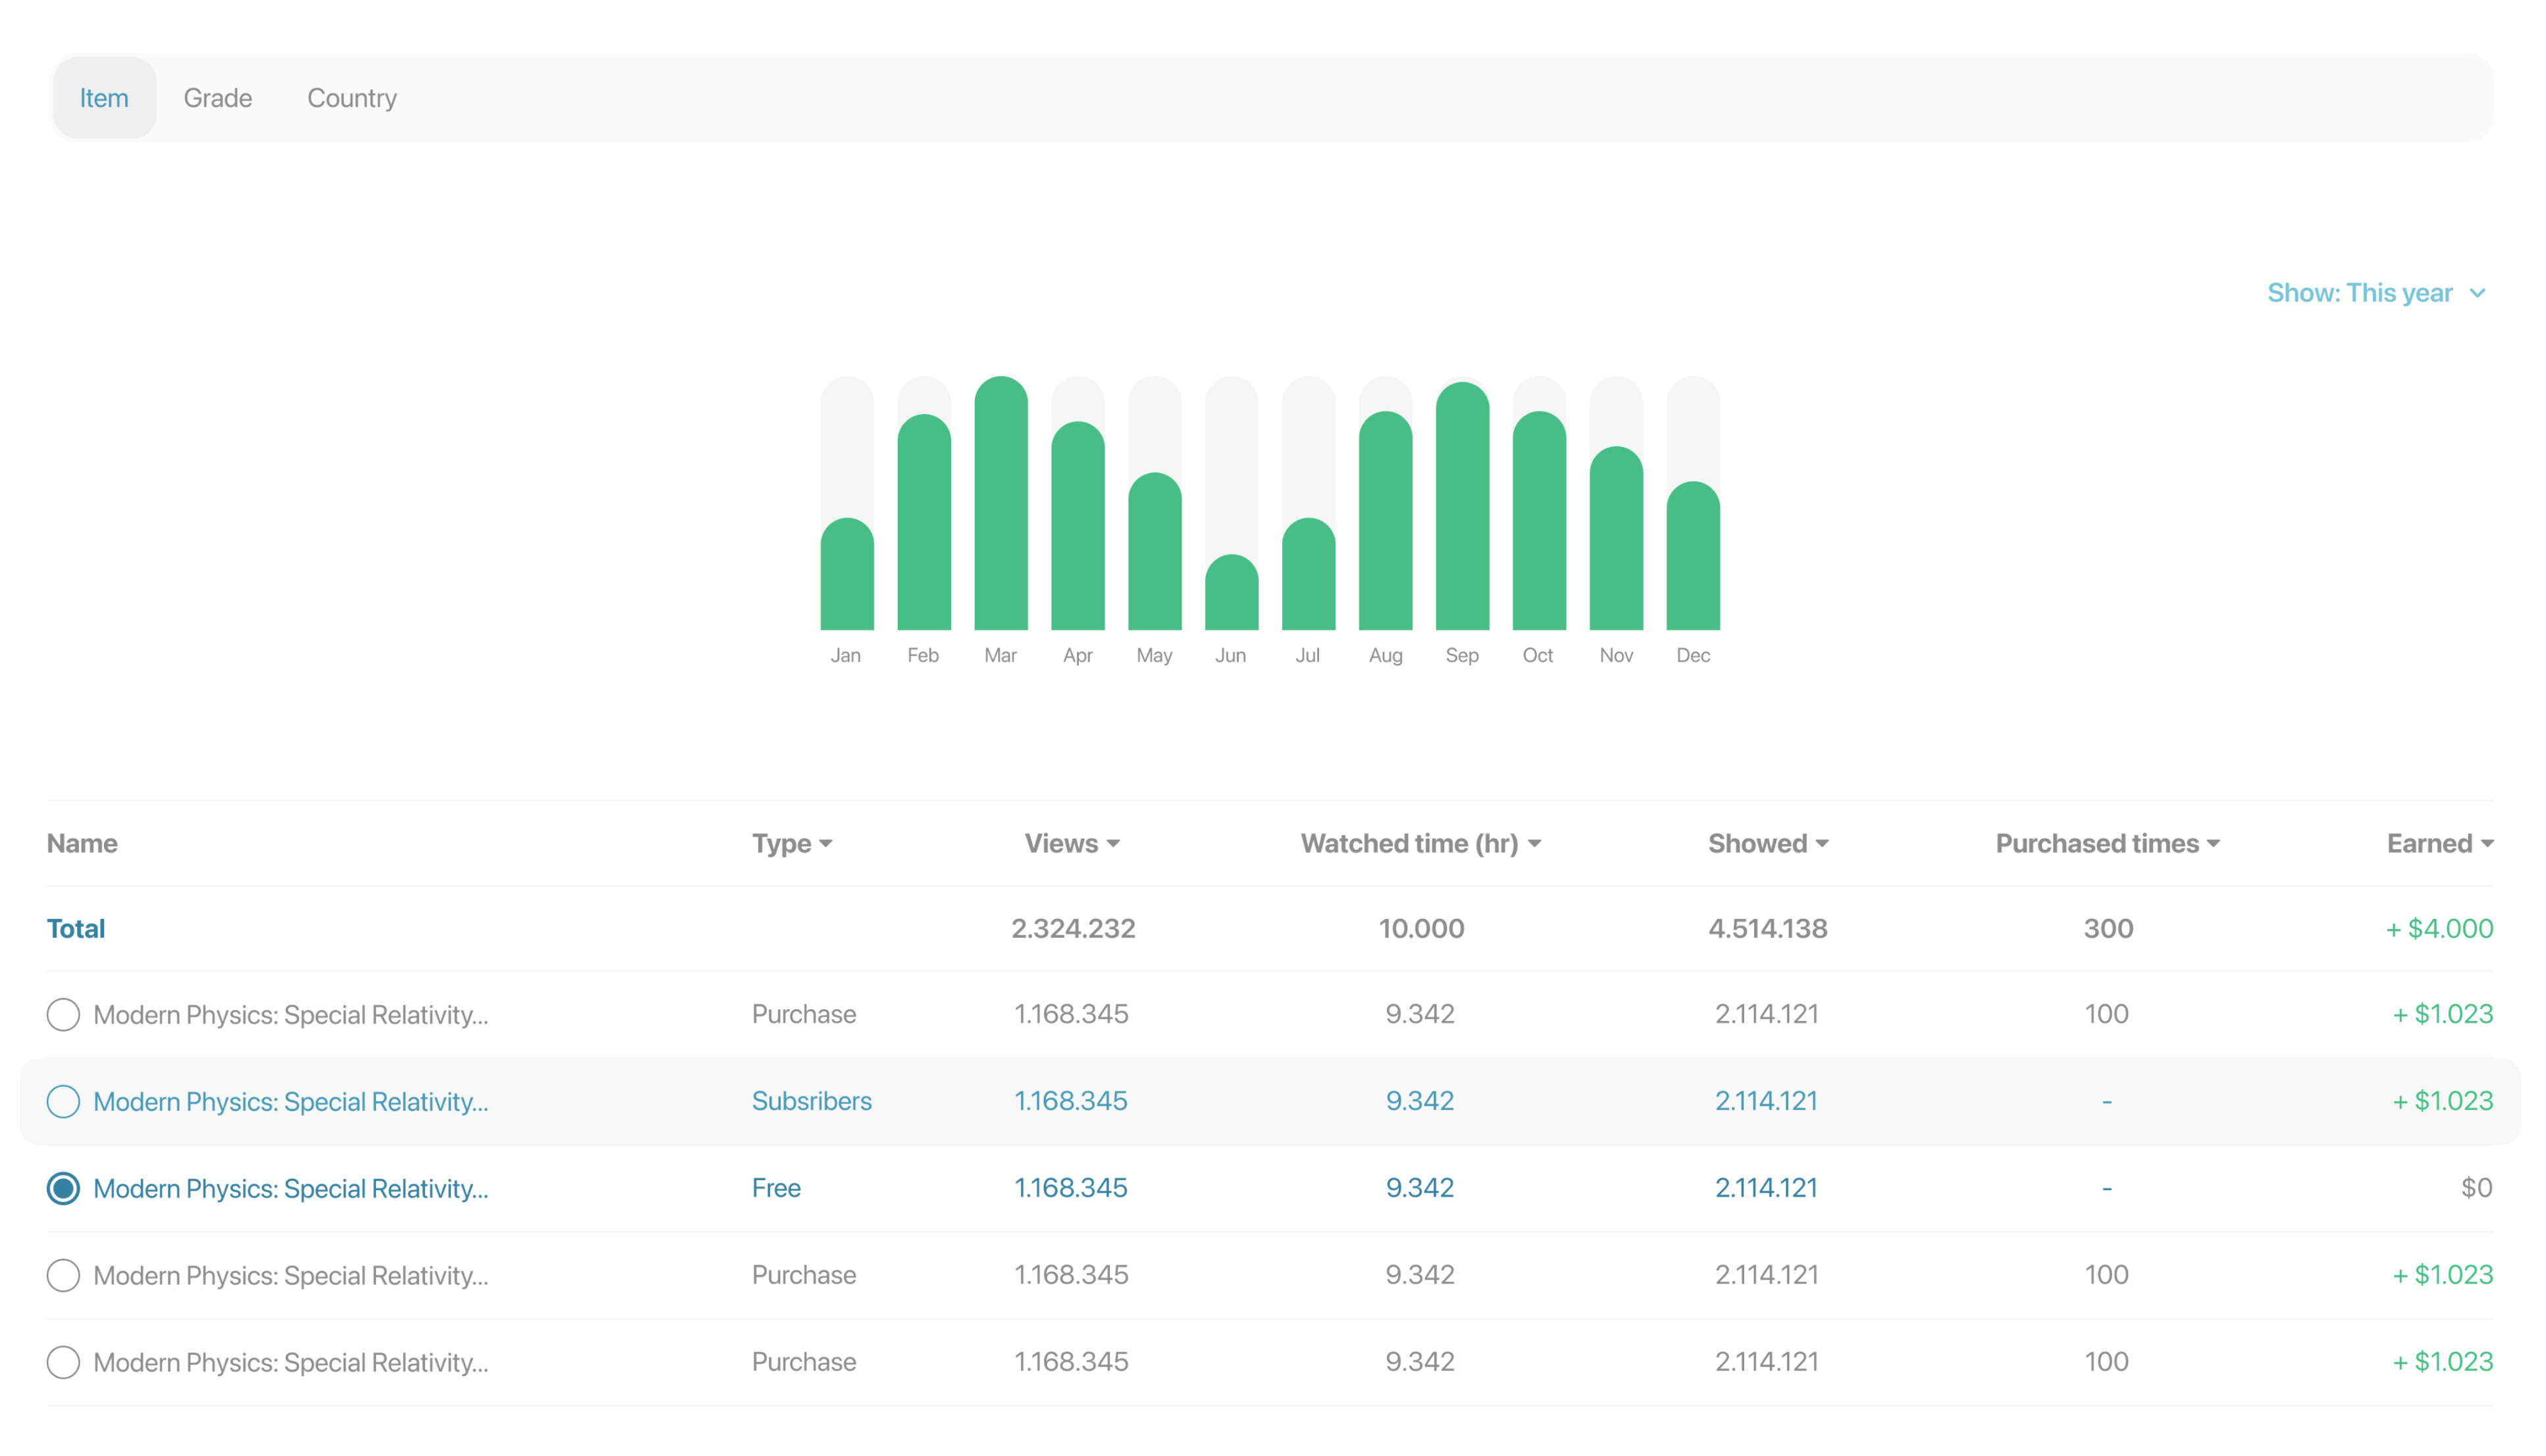 Item Grade Country
Show: This year
Jan Feb Mar Apr May Jun Jul Aug Sep Oct Nov Dec
Name Type Views Watched time (hr) Showed Purchased times Earned
Total 2.324.232 10.000 4.514.138 300 + $4.000
Modern Physics: Special Relativity... Purchase 1.168.345 9.342 2.114.121 100 + $1.023
Modern Physics: Special Relativity... Subsribers 1.168.345 9.342 2.114.121 - + $1.023
Modern Physics: Special Relativity... Free 1.168.345 9.342 2.114.121 - $0
Modern Physics: Special Relativity... Purchase 1.168.345 9.342 2.114.121 100 + $1.023
Modern Physics: Special Relativity... Purchase 1.168.345 9.342 2.114.121 100 + $1.023